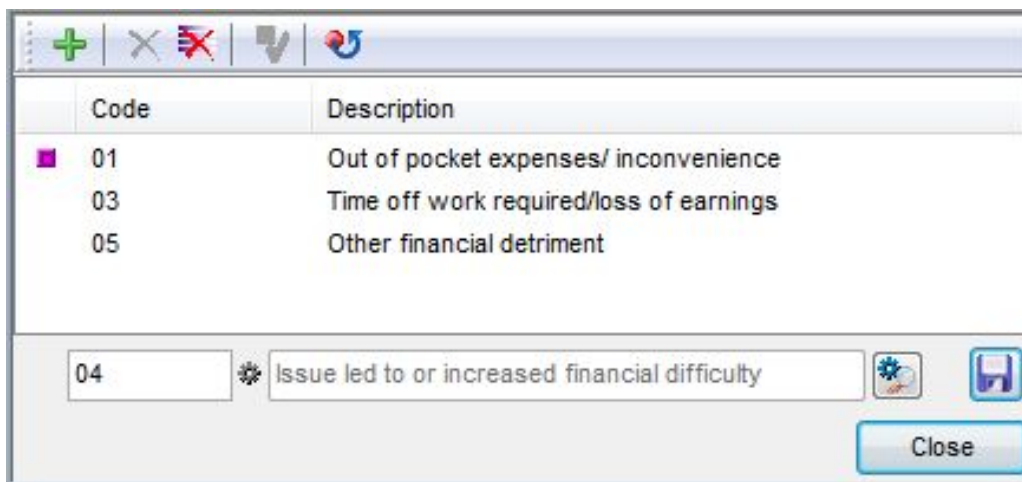 Code Description
01 Out of pocket expenses/ inconvenience
03 Time off work required/loss of earnings
05 Other financial detriment
04 Issue led to or increased financial difficulty
Close